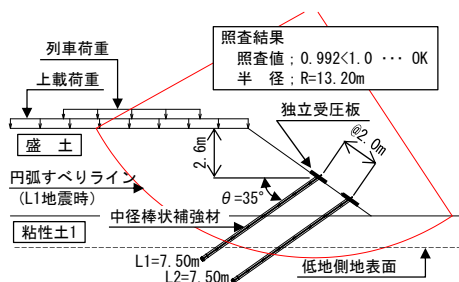 列車荷重
上載荷重
照査結果
照査値；0.992<1.0 ･･･ OK
半　径；R=13.20m
独立受圧板
盛　土
2.6m
@2.0m
円弧すべりライン
(L1地震時)
θ=35°
中径棒状補強材
粘性土1
L1=7.50m
L2=7.50m
低地側地表面